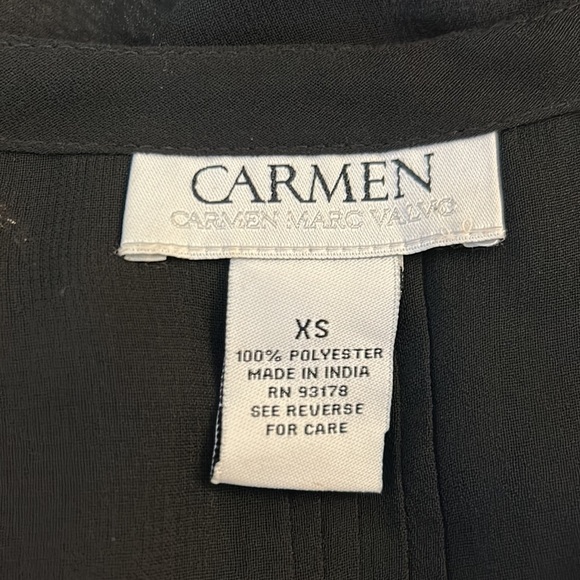 CARMEN
CARMEN MARC VALVO
XS
100% POLYESTER
MADE IN INDIA
RN 93178
SEE REVERSE
FOR CARE